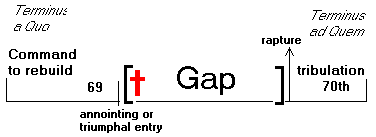 Terminus
a Quo
Terminus
ad Quem
Command
to rebuild
69
Gap
rapture
tribulation
70th
annointing or
triumphal entry